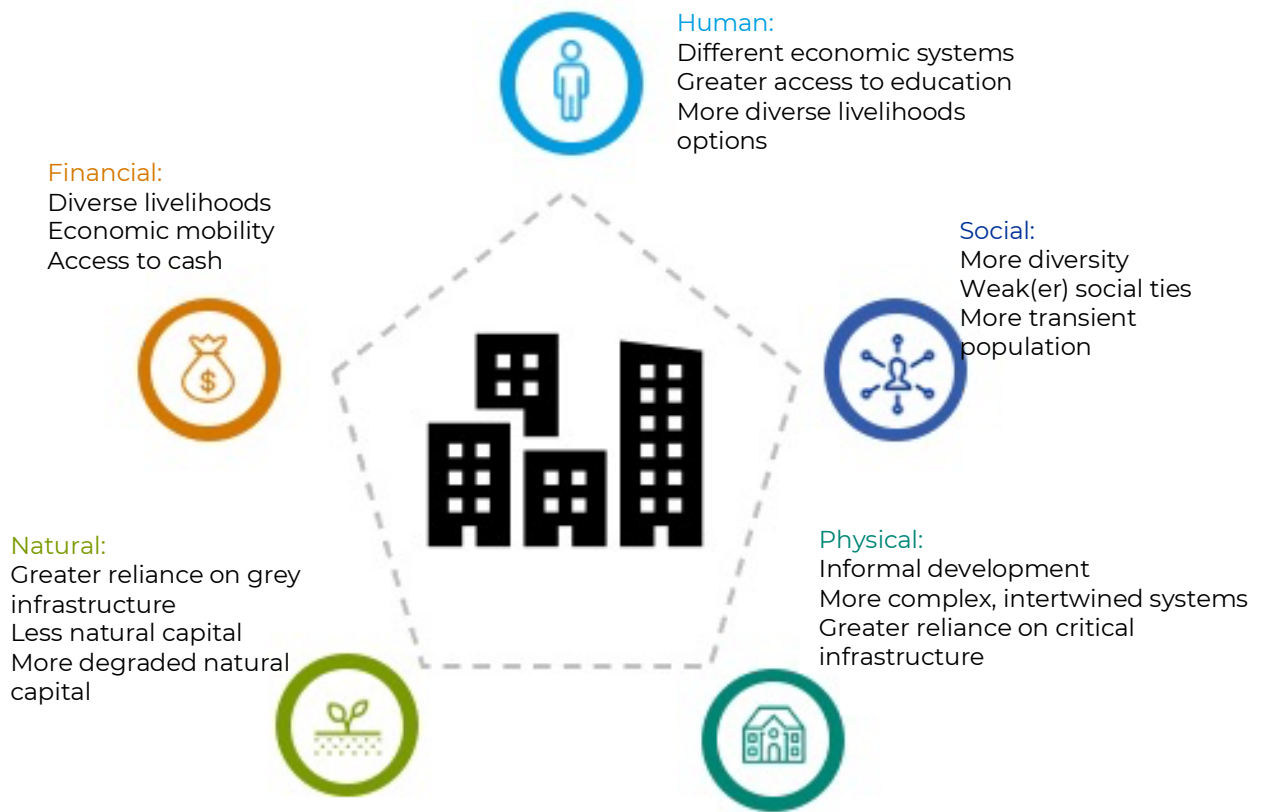 Human:
Different economic systems
Greater access to education
More diverse livelihoods
options
Financial:
Diverse livelihoods
Economic mobility
Access to cash
Social:
More diversity
Weak(er) social ties
More transient
population
$
Natural:
Greater reliance on grey
infrastructure
Less natural capital
More degraded natural
capital
Physical:
Informal development
More complex, intertwined systems
Greater reliance on critical
infrastructure